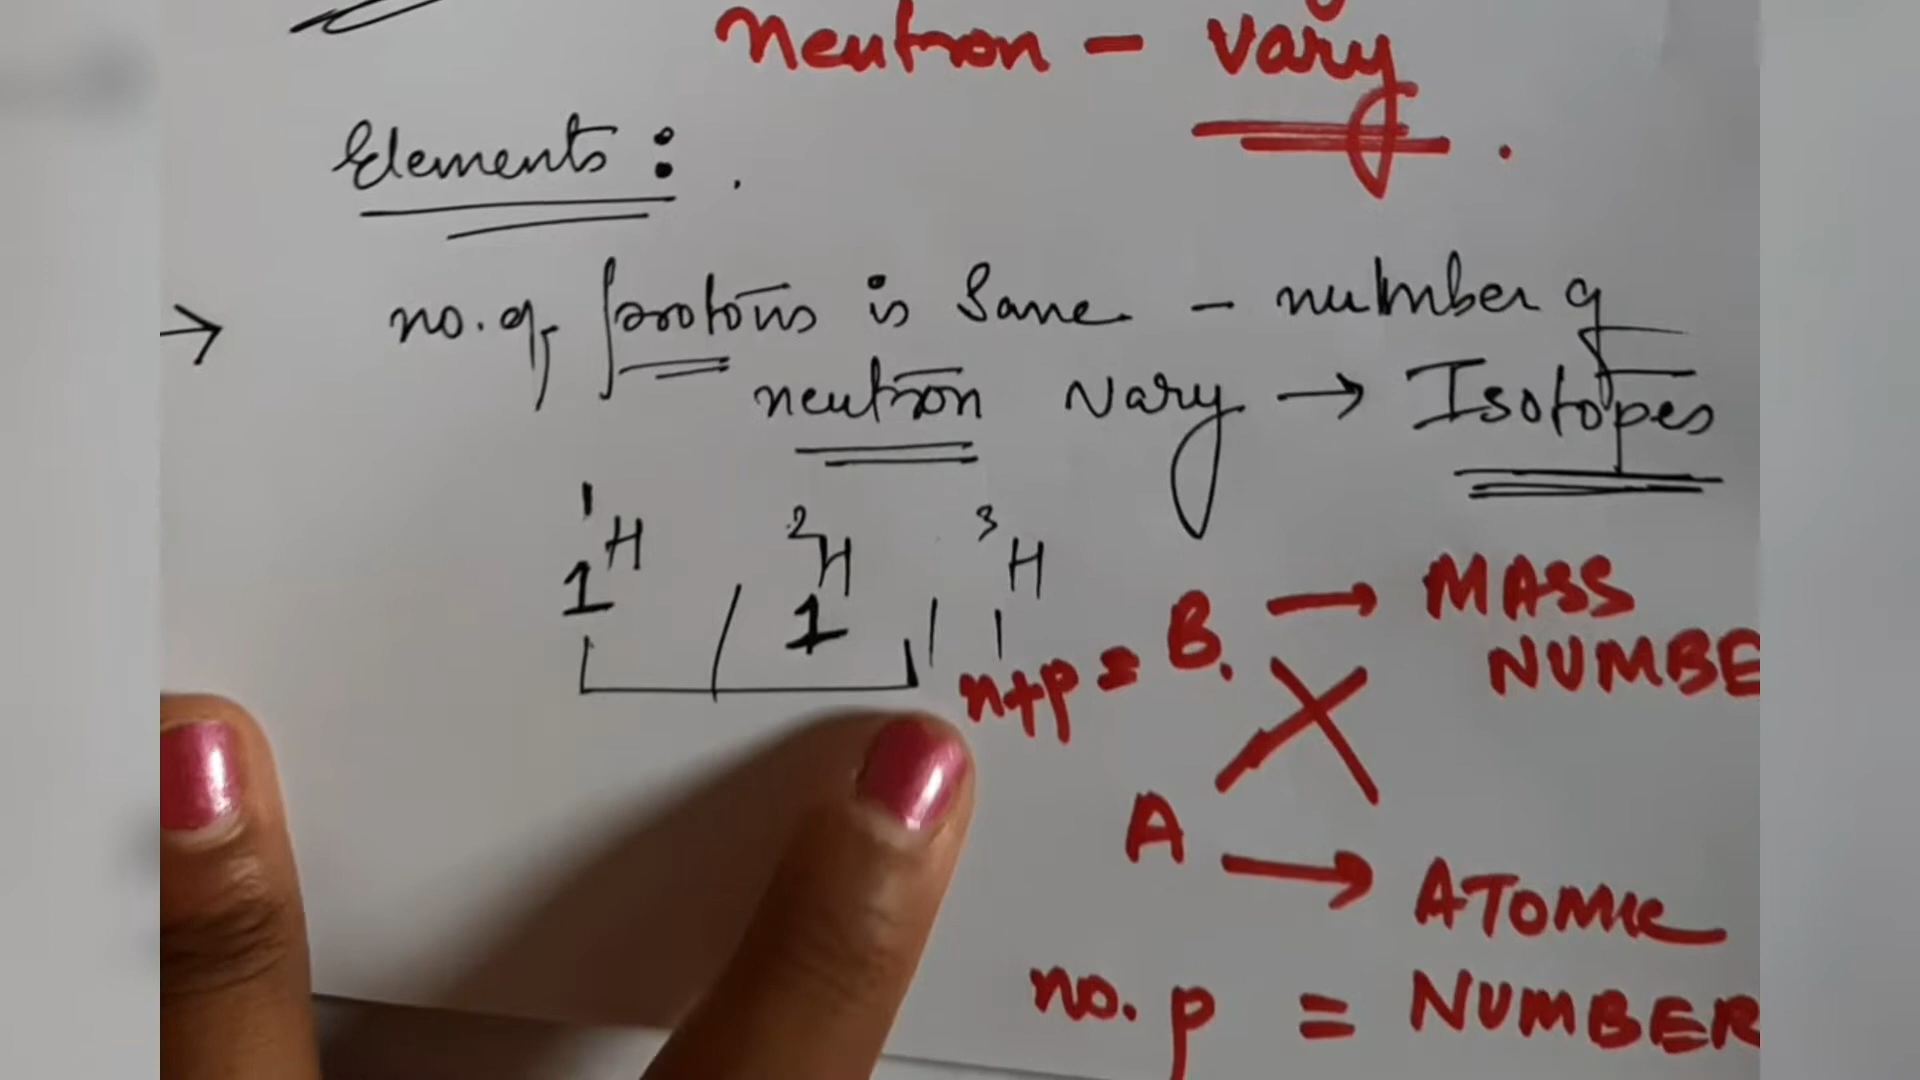 neutron - vary.
Elements:
→ no. of protons is same - number of
neutron vary → Isotopes
1 H 1 / 2 H 1 | 3 H 1
n+p = B. → MASS
NUMBE
A → ATOMIC
no. p = NUMBER